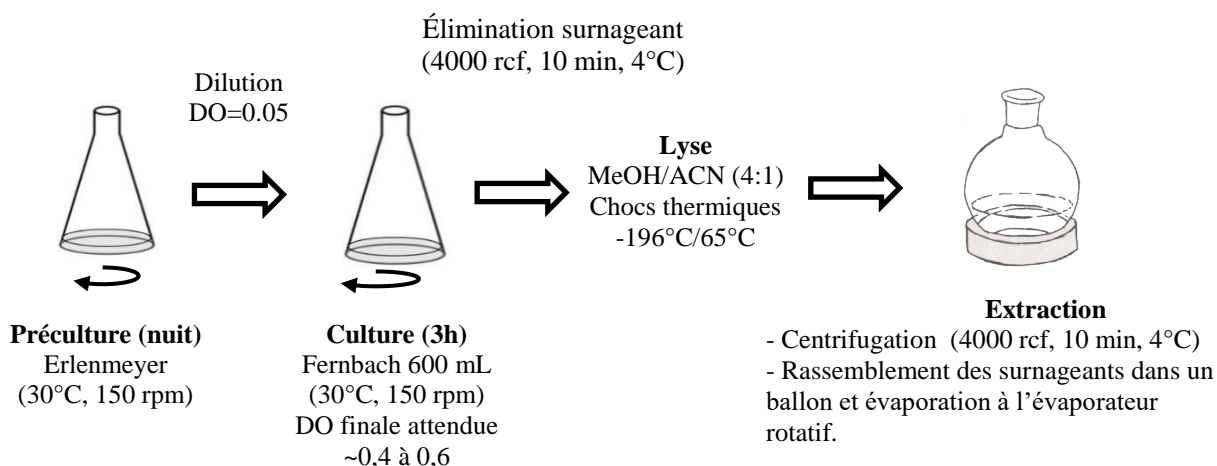 Élimination surnageant
(4000 rcf, 10 min, 4°C)
Dilution
DO=0.05
Lyse
MeOH/ACN (4:1)
Chocs thermiques
-196°C/65°C
Préculture (nuit)
Erlenmeyer
(30°C, 150 rpm)
Culture (3h)
Fernbach 600 mL
(30°C, 150 rpm)
DO finale attendue
~0,4 à 0,6
Extraction
- Centrifugation (4000 rcf, 10 min, 4°C)
- Rassemblement des surnageants dans un
ballon et évaporation à l'évaporateur
rotatif.